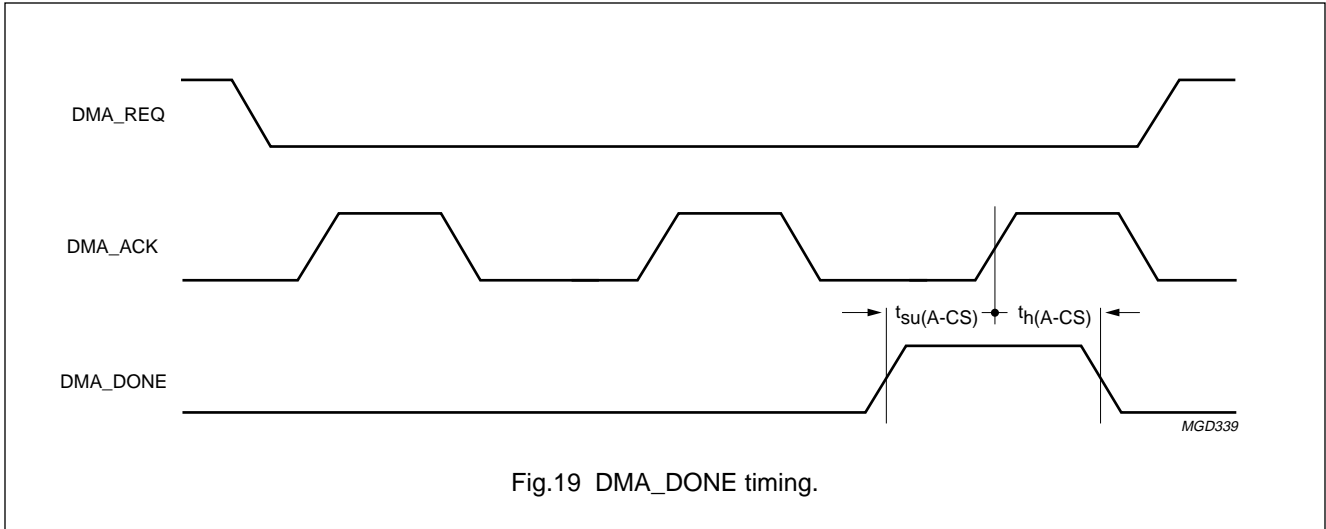 DMA_REQ
DMA_ACK
tsu(A-CS) th(A-CS)
DMA_DONE
MGD339
Fig.19 DMA_DONE timing.